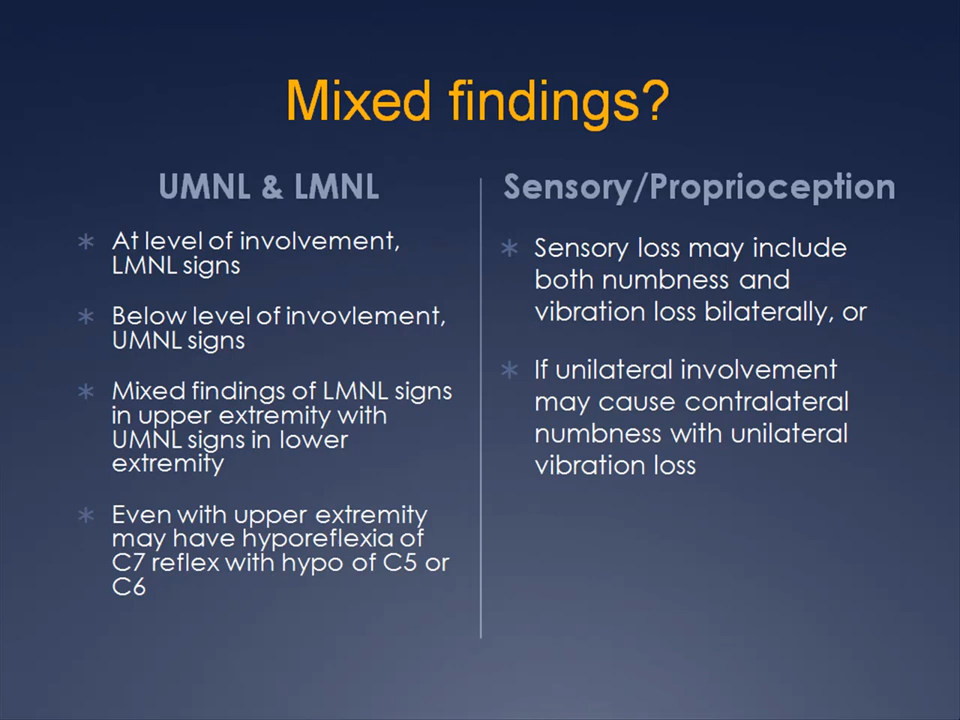 Mixed findings?
UMNL & LMNL
At level of involvement,
LMNL signs
Below level of invovlement,
UMNL signs
Mixed findings of LMNL signs
in upper extremity with
UMNL signs in lower
extremity
Even with upper extremity
may have hyporeflexia of
C7 reflex with hypo of C5 or
C6
Sensory/Proprioception
Sensory loss may include
both numbness and
vibration loss bilaterally, or
If unilateral involvement
may cause contralateral
numbness with unilateral
vibration loss